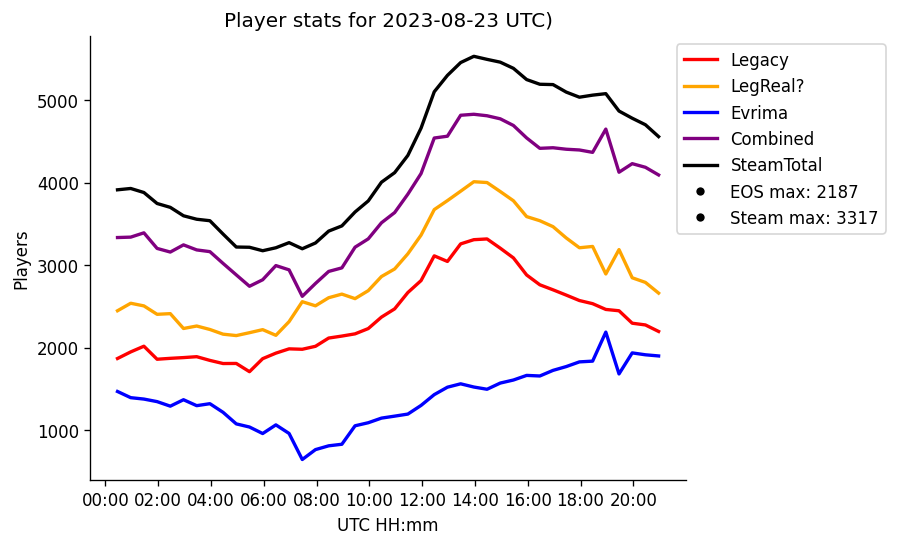 Player stats for 2023-08-23 UTC)
Legacy
LegReal?
Evrima
Combined
SteamTotal
EOS max: 2187
Steam max: 3317
Players
5000
4000
3000
2000
1000
00:00 02:00 04:00 06:00 08:00 10:00 12:00 14:00 16:00 18:00 20:00
UTC HH:mm